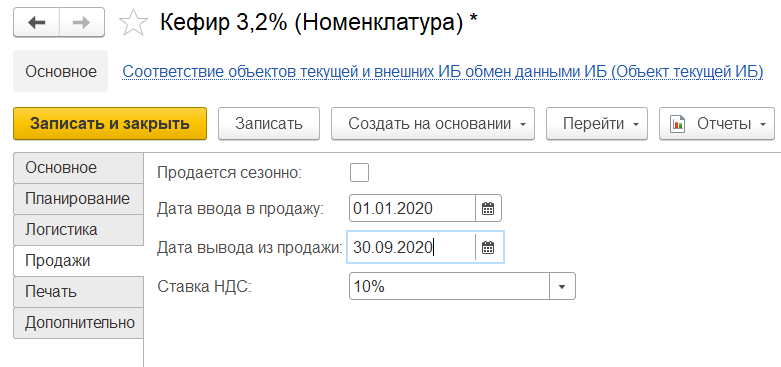 Кефир 3,2% (Номенклатура) *
Основное Соответствие объектов текущей и внешних ИБ обмен данными ИБ (Объект текущей ИБ)
Записать и закрыть Записать Создать на основании Перейти Отчеты
Основное Продается сезонно:
Планирование Дата ввода в продажу: 01.01.2020
Логистика
Продажи Дата вывода из продажи: 30.09.2020
Печать Ставка НДС: 10%
Дополнительно